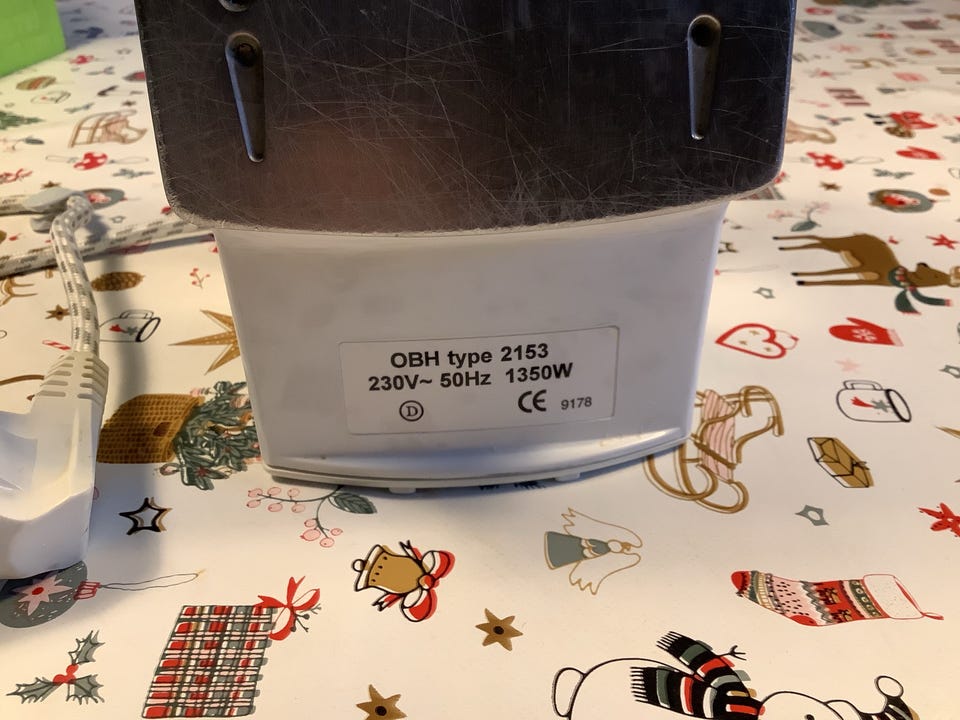 OBH type 2153
230V~ 50Hz 1350W
D CE 9178